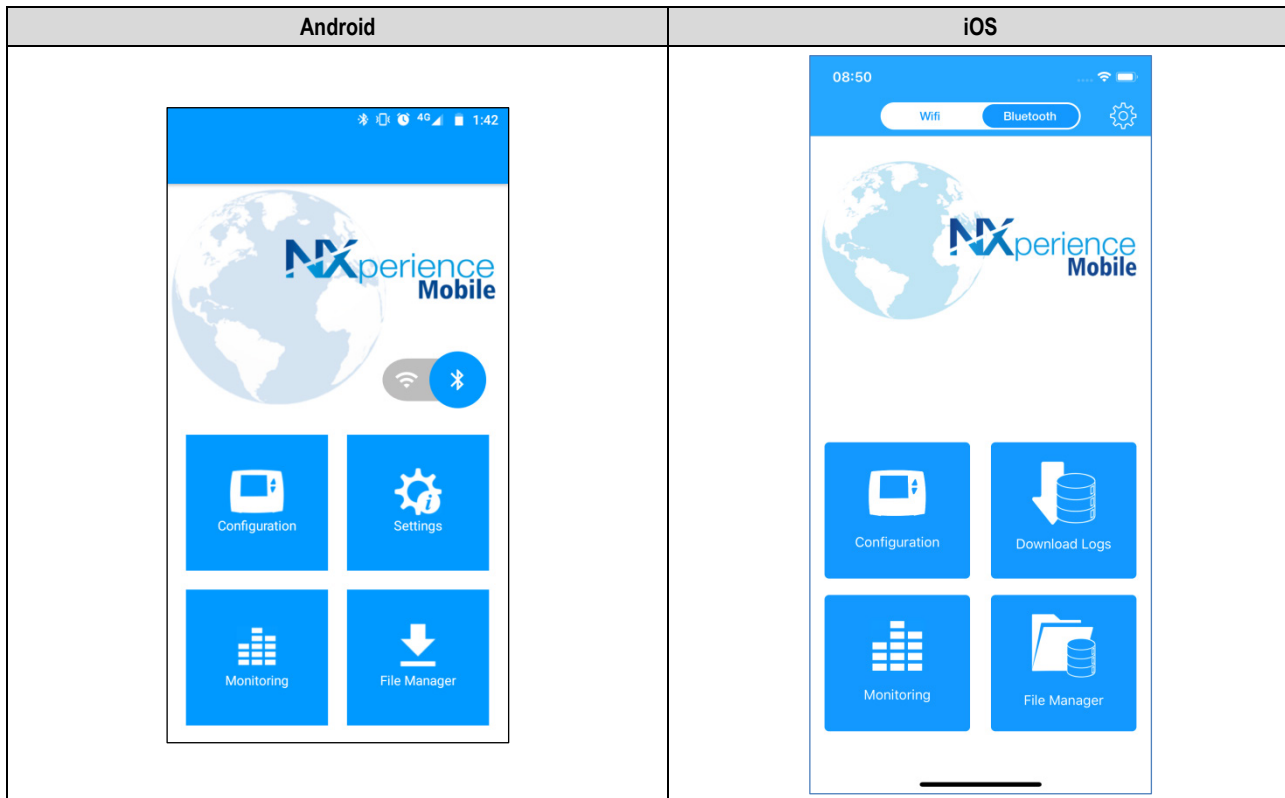 Android
iOS
4G 1:42
NXperience
Mobile
Configuration
Settings
Monitoring
File Manager
08:50
Wifi
Bluetooth
NXperience
Mobile
Configuration
Download Logs
Monitoring
File Manager